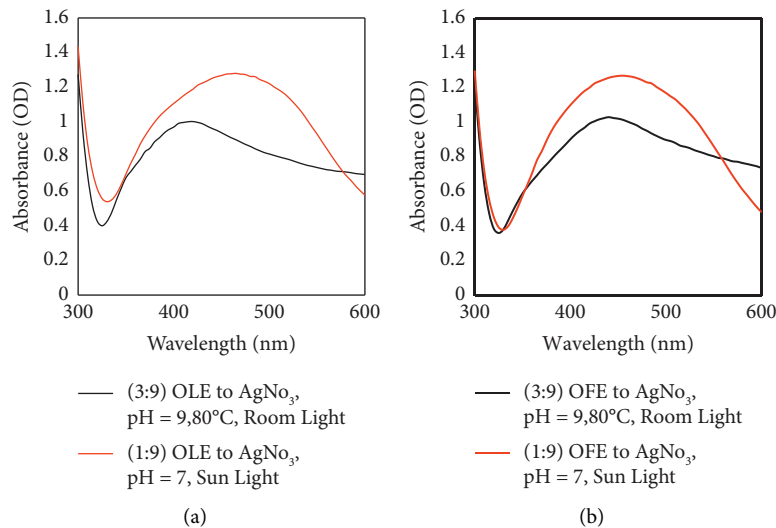 1.6
1.4
1.2
1
0.8
0.6
0.4
0.2
0
Absorbance (OD)
300 400 500 600
Wavelength (nm)
(3:9) OLE to AgNo₃,
pH = 9,80°C, Room Light
(1:9) OLE to AgNo₃,
pH = 7, Sun Light
(a)
1.6
1.4
1.2
1
0.8
0.6
0.4
0.2
0
Absorbance (OD)
300 400 500 600
Wavelength (nm)
(3:9) OFE to AgNo₃,
pH = 9,80°C, Room Light
(1:9) OFE to AgNo₃,
pH = 7, Sun Light
(b)